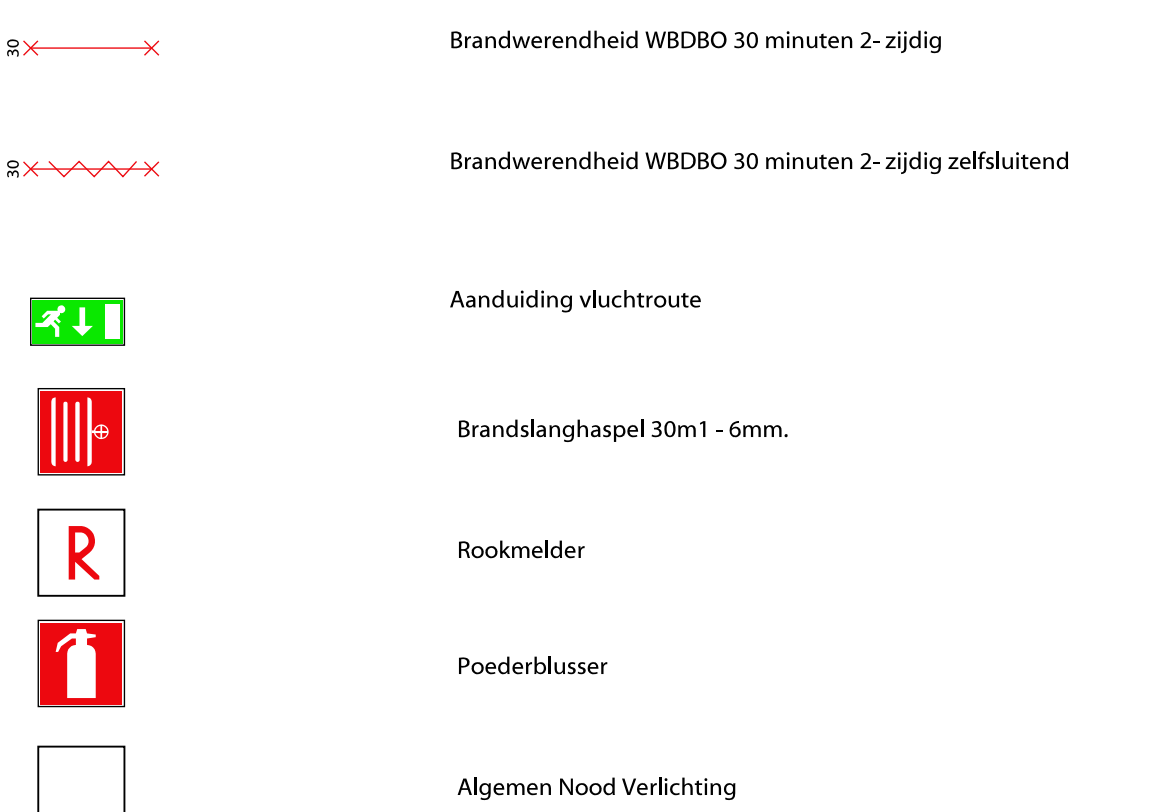 30 Brandwerendheid WBDBO 30 minuten 2- zijdig
30 Brandwerendheid WBDBO 30 minuten 2- zijdig zelfsluitend
Aanduiding vluchtroute
Brandslanghaspel 30m1 - 6mm.
R Rookmelder
Poederblusser
Algemen Nood Verlichting